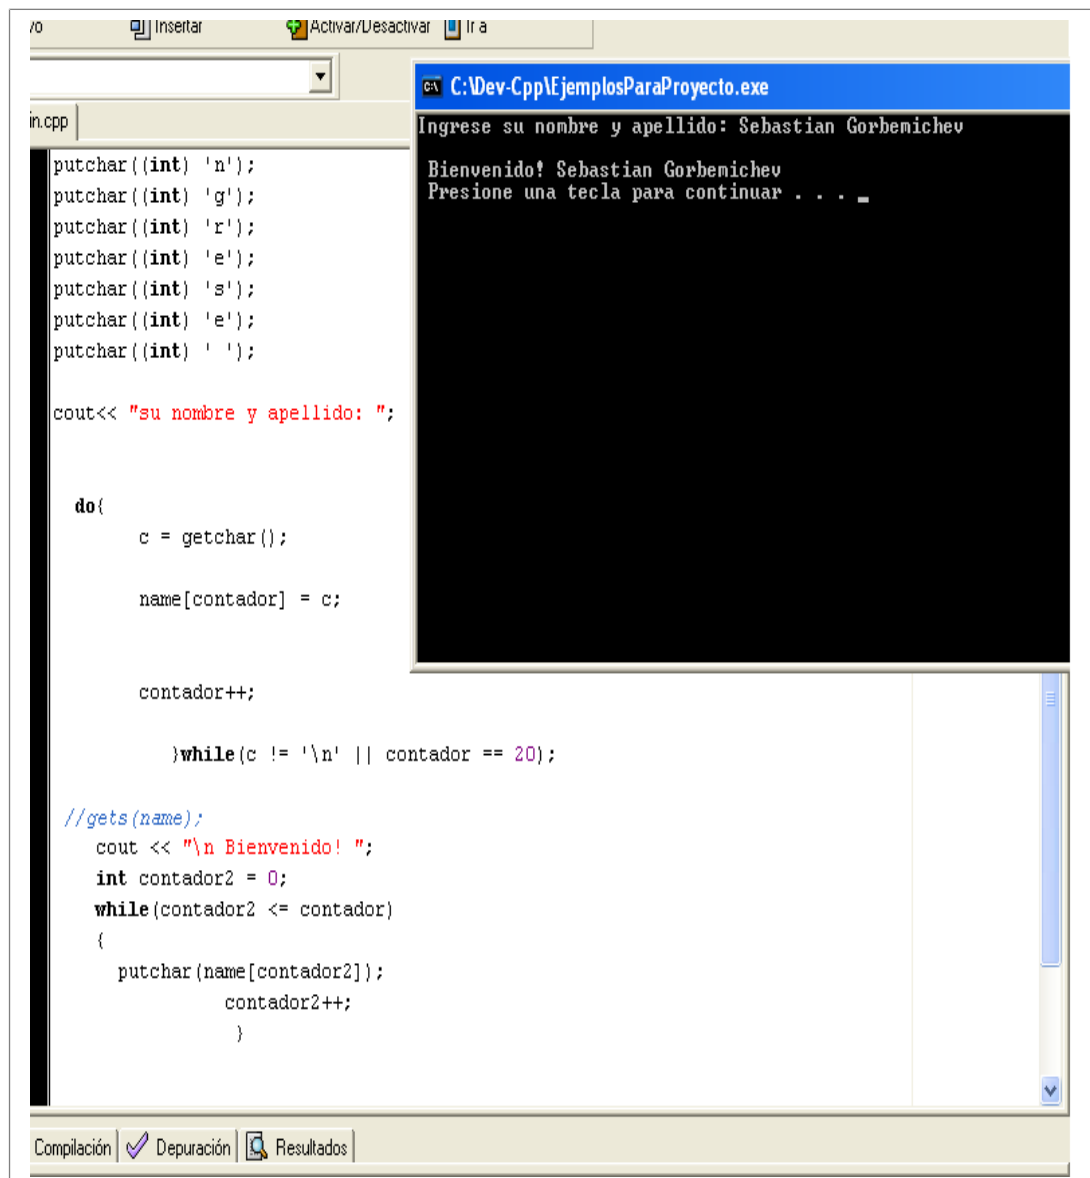 vo Insertar Activar/Desactivar Ir a
in.cpp
putchar((int) 'n');
putchar((int) 'g');
putchar((int) 'r');
putchar((int) 'e');
putchar((int) 's');
putchar((int) 'e');
putchar((int) ' ');
cout<< "su nombre y apellido: ";
do{
c = getchar();
name[contador] = c;
contador++;
}while(c != '\n' || contador == 20);
//gets(name);
cout << "\n Bienvenido! ";
int contador2 = 0;
while(contador2 <= contador)
{
putchar(name[contador2]);
contador2++;
}
C:\Dev-Cpp\EjemplosParaProyecto.exe
Ingrese su nombre y apellido: Sebastian Gorbemichev
Bienvenido! Sebastian Gorbemichev
Presione una tecla para continuar . . . _
Compilación Depuración Resultados